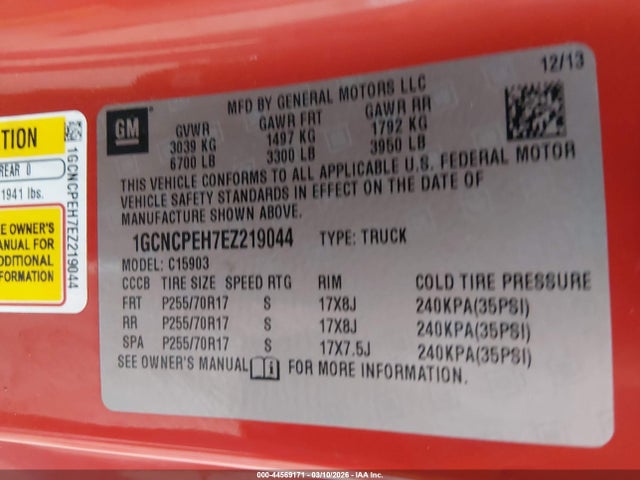 12/13
MFD BY GENERAL MOTORS LLC
GM
GVWR GAWR FRT GAWR RR
3039 KG 1497 KG 1792 KG
6700 LB 3300 LB 3950 LB
THIS VEHICLE CONFORMS TO ALL APPLICABLE U.S. FEDERAL MOTOR
VEHICLE SAFETY STANDARDS IN EFFECT ON THE DATE OF
MANUFACTURE SHOWN ABOVE.
1GCNCPEH7EZ219044 TYPE: TRUCK
MODEL: C15903
CCCB TIRE SIZE SPEED RTG RIM COLD TIRE PRESSURE
FRT P255/70R17 S 17X8J 240KPA(35PSI)
RR P255/70R17 S 17X8J 240KPA(35PSI)
SPA P255/70R17 S 17X7.5J 240KPA(35PSI)
SEE OWNER'S MANUAL FOR MORE INFORMATION.
REAR 0
1941 lbs.
SEE OWNER'S
MANUAL FOR
ADDITIONAL
INFORMATION
1GCNCPEH7EZ219044
000-44569171 - 03/10/2026 - IAA Inc.